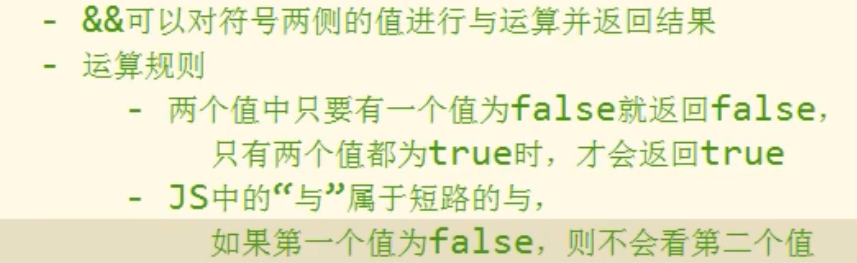 - &&可以对符号两侧的值进行与运算并返回结果
- 运算规则
- 两个值中只要有一个值为false就返回false，
只有两个值都为true时，才会返回true
- JS中的“与”属于短路的与，
如果第一个值为false，则不会看第二个值